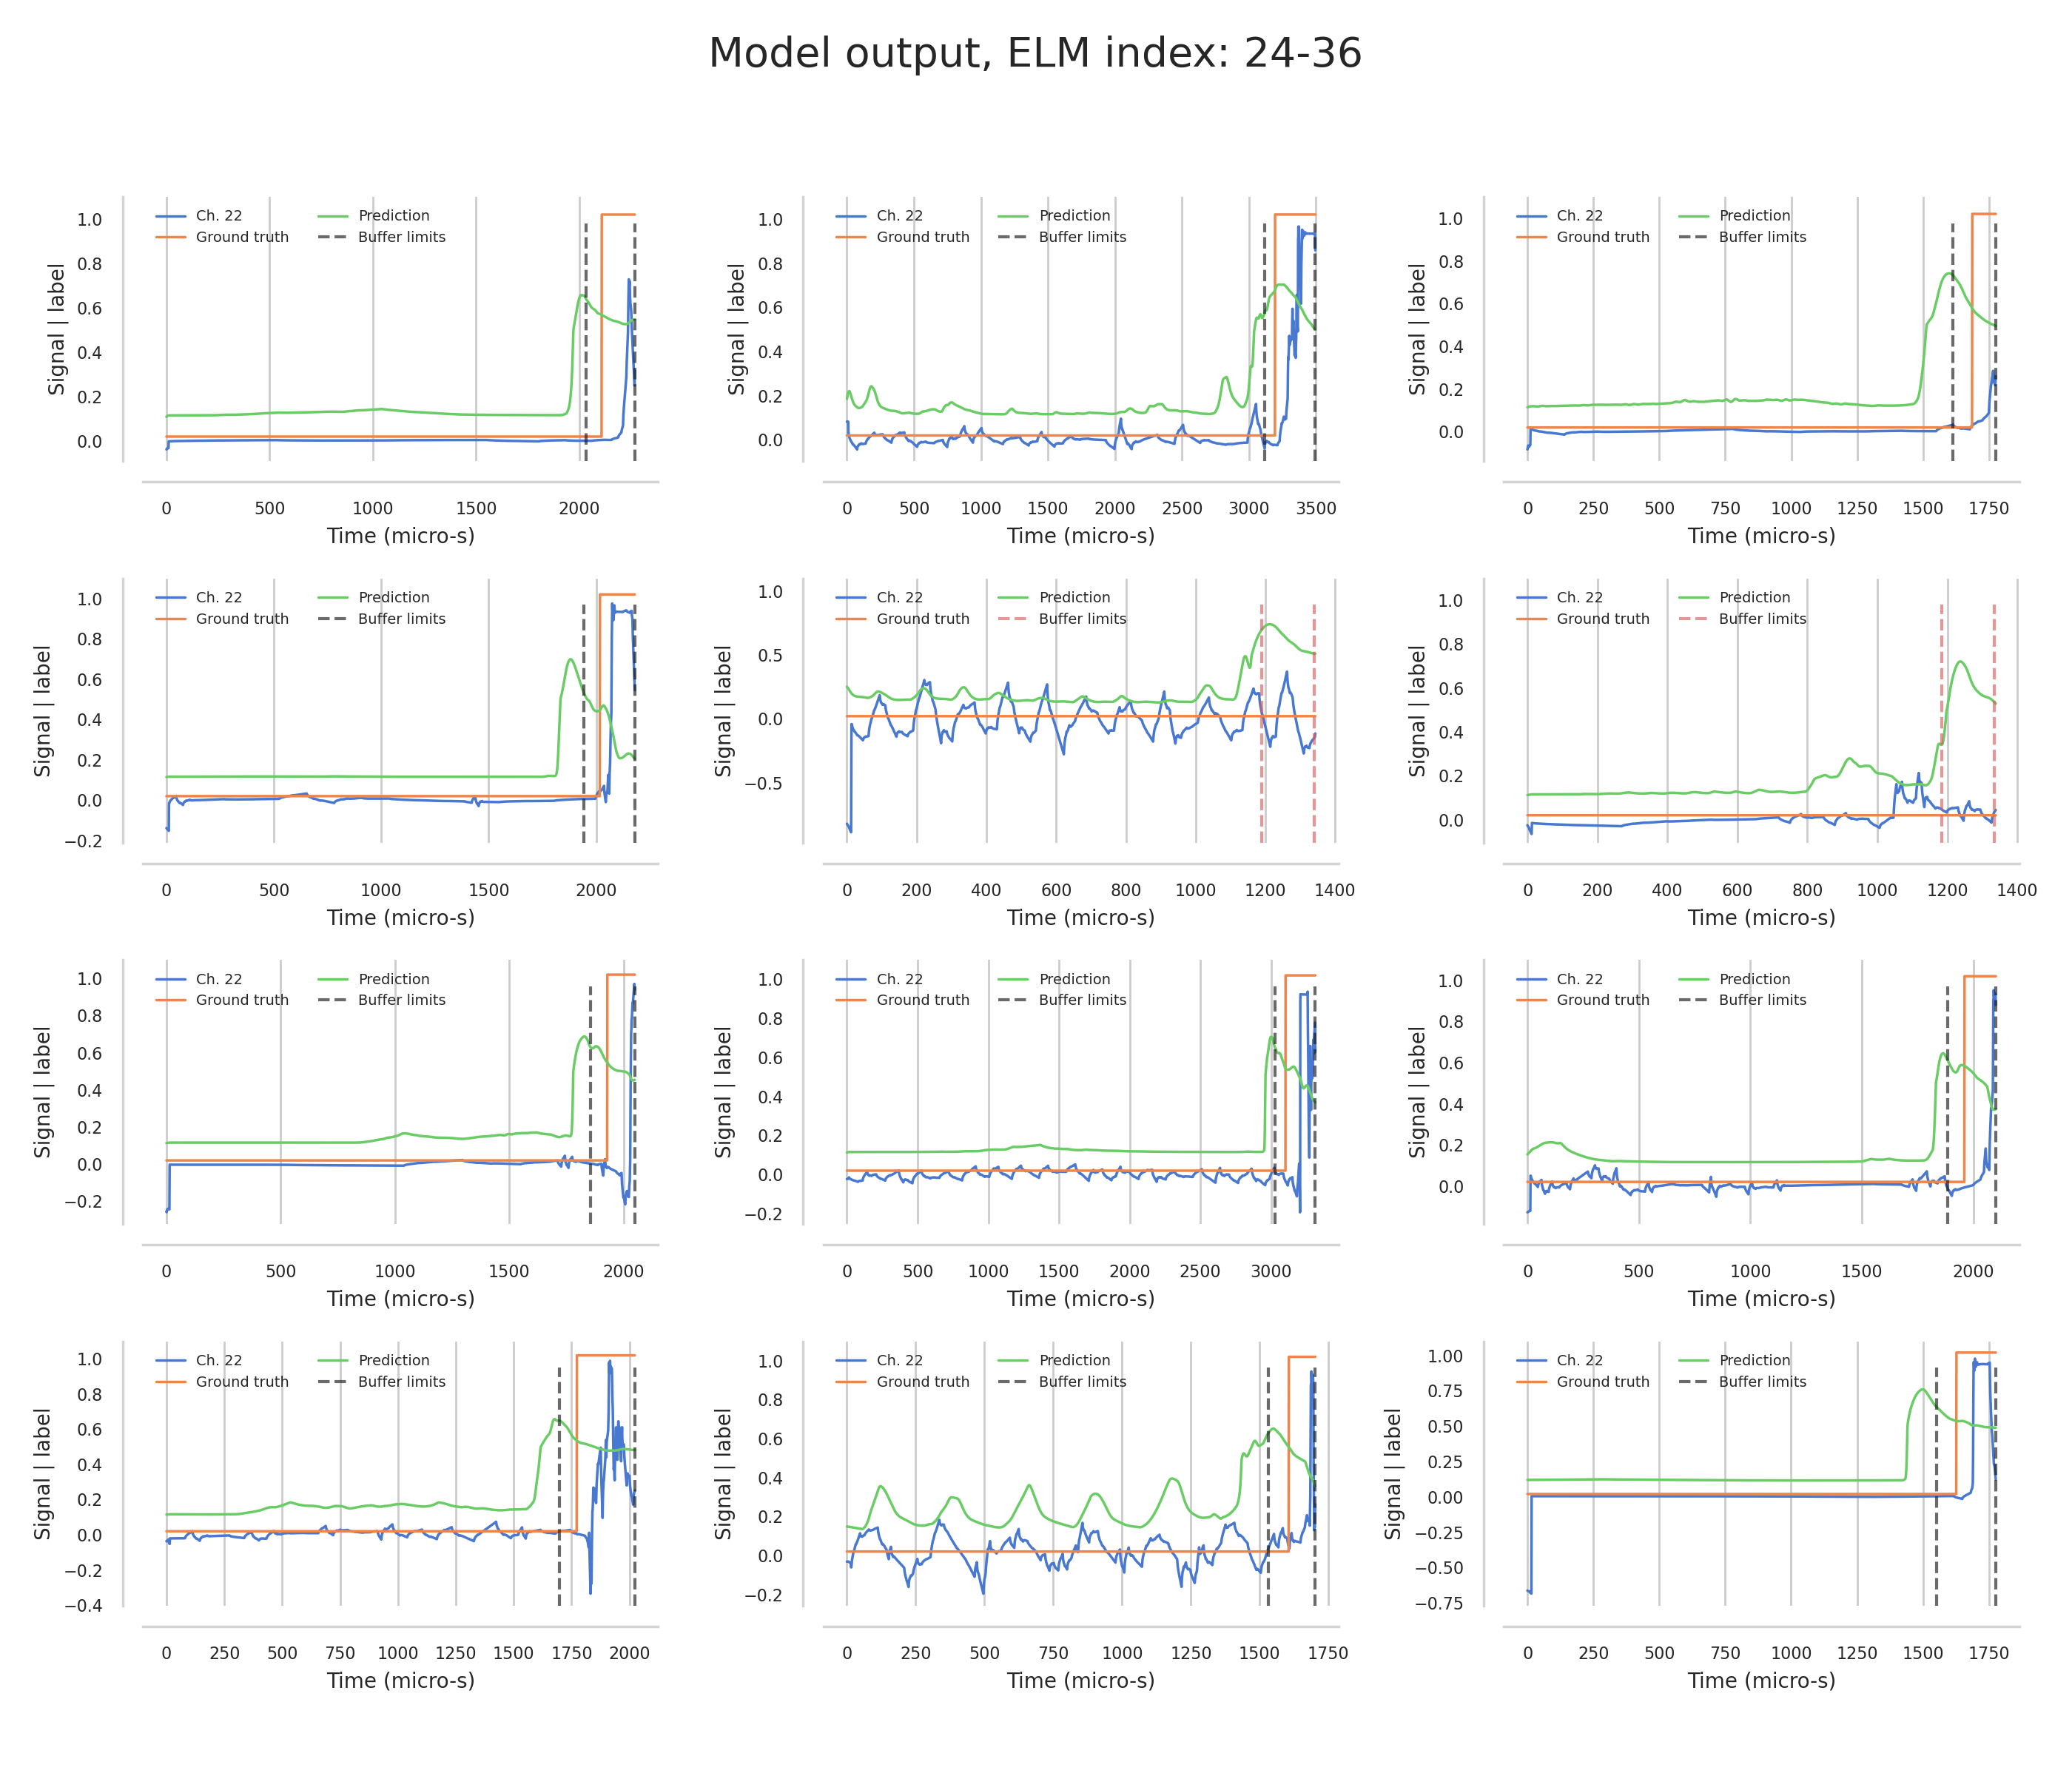 Model output, ELM index: 24-36
Ch. 22
Ground truth
Prediction
Buffer limits
1.0
0.8
0.6
0.4
0.2
0.0
Signal | label
0 500 1000 1500 2000
Time (micro-s)
Ch. 22
Ground truth
Prediction
Buffer limits
1.0
0.8
0.6
0.4
0.2
0.0
Signal | label
0 500 1000 1500 2000 2500 3000 3500
Time (micro-s)
Ch. 22
Ground truth
Prediction
Buffer limits
1.0
0.8
0.6
0.4
0.2
0.0
Signal | label
0 250 500 750 1000 1250 1500 1750
Time (micro-s)
Ch. 22
Ground truth
Prediction
Buffer limits
1.0
0.8
0.6
0.4
0.2
0.0
−0.2
Signal | label
0 500 1000 1500 2000
Time (micro-s)
Ch. 22
Ground truth
Prediction
Buffer limits
1.0
0.5
0.0
−0.5
Signal | label
0 200 400 600 800 1000 1200 1400
Time (micro-s)
Ch. 22
Ground truth
Prediction
Buffer limits
1.0
0.8
0.6
0.4
0.2
0.0
Signal | label
0 200 400 600 800 1000 1200 1400
Time (micro-s)
Ch. 22
Ground truth
Prediction
Buffer limits
1.0
0.8
0.6
0.4
0.2
0.0
−0.2
Signal | label
0 500 1000 1500 2000
Time (micro-s)
Ch. 22
Ground truth
Prediction
Buffer limits
1.0
0.8
0.6
0.4
0.2
0.0
−0.2
Signal | label
0 500 1000 1500 2000 2500 3000
Time (micro-s)
Ch. 22
Ground truth
Prediction
Buffer limits
1.0
0.8
0.6
0.4
0.2
0.0
Signal | label
0 500 1000 1500 2000
Time (micro-s)
Ch. 22
Ground truth
Prediction
Buffer limits
1.0
0.8
0.6
0.4
0.2
0.0
−0.2
−0.4
Signal | label
0 250 500 750 1000 1250 1500 1750 2000
Time (micro-s)
Ch. 22
Ground truth
Prediction
Buffer limits
1.0
0.8
0.6
0.4
0.2
0.0
−0.2
Signal | label
0 250 500 750 1000 1250 1500 1750
Time (micro-s)
Ch. 22
Ground truth
Prediction
Buffer limits
1.00
0.75
0.50
0.25
0.00
−0.25
−0.50
−0.75
Signal | label
0 250 500 750 1000 1250 1500 1750
Time (micro-s)